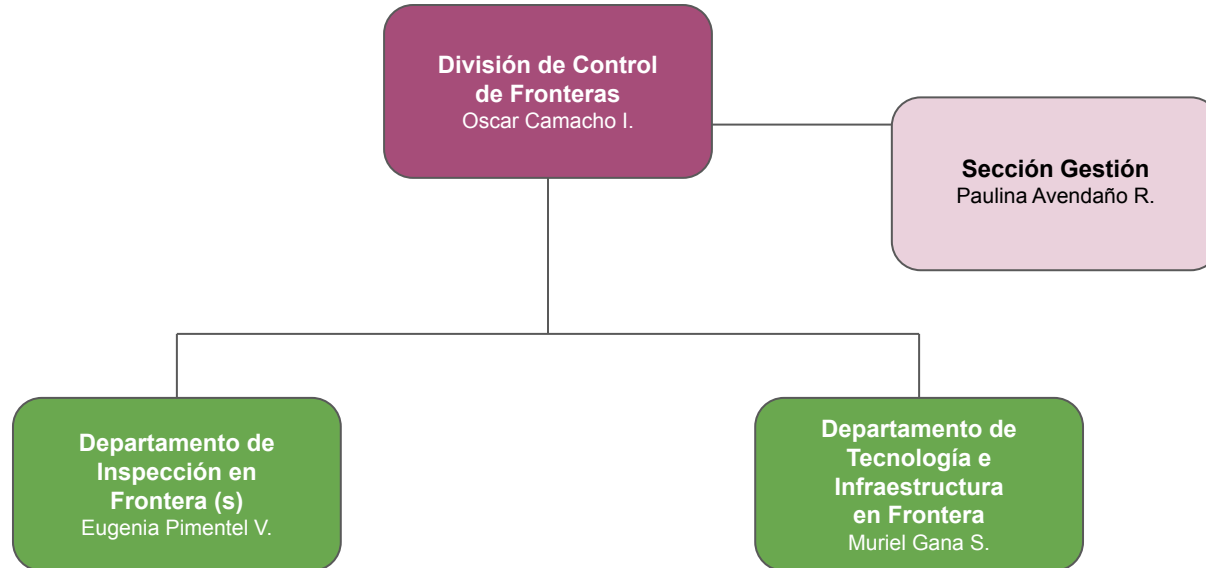 División de Control
de Fronteras
Oscar Camacho I.
Sección Gestión
Paulina Avendaño R.
Departamento de
Inspección en
Frontera (s)
Eugenia Pimentel V.
Departamento de
Tecnología e
Infraestructura
en Frontera
Muriel Gana S.